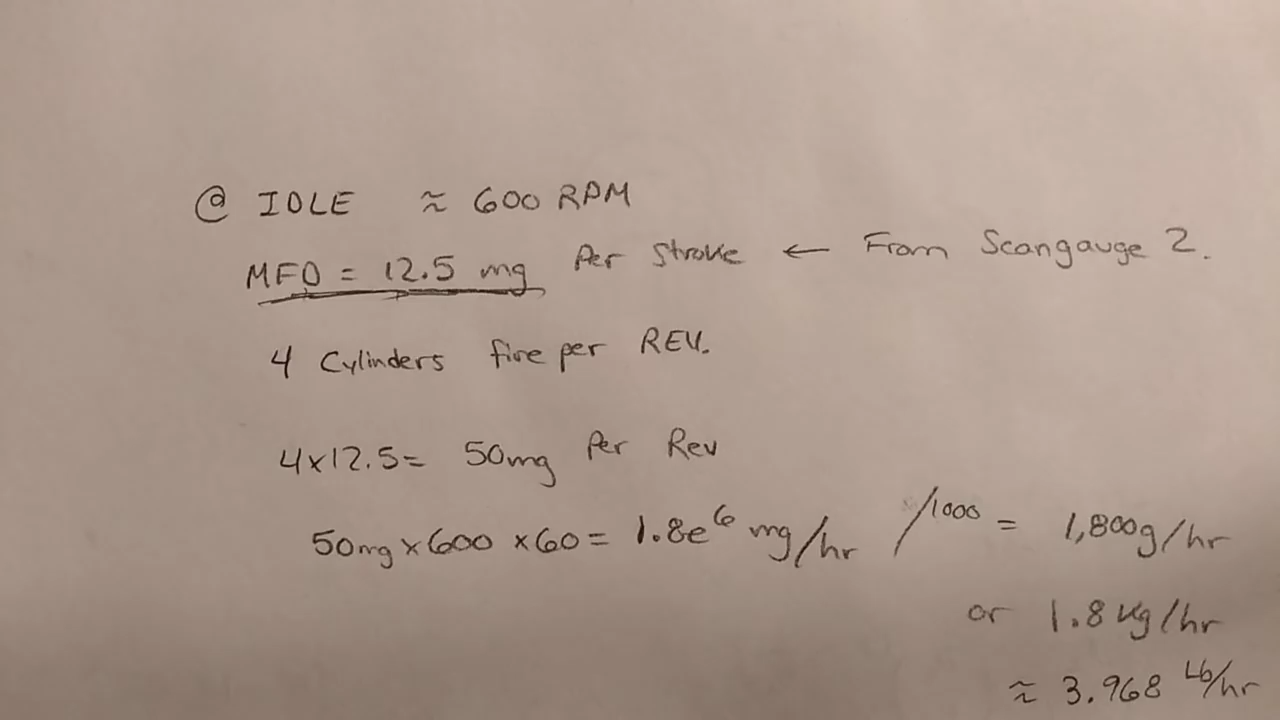 @ IDLE ≈ 600 RPM
MFD = 12.5 mg Per Stroke ← From Scangauge 2.
4 Cylinders fire per REV.
4x12.5= 50mg Per Rev
50mg x 600 x 60 = 1.8e⁶ mg/hr /1000 = 1,800g/hr
or 1.8 Kg/hr
≈ 3.968 Lb/hr